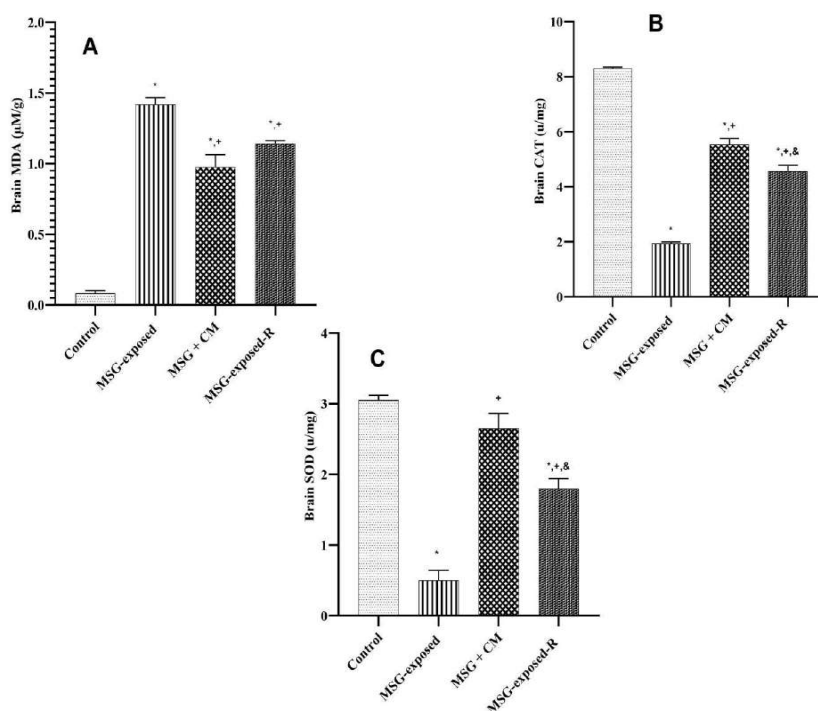 A
Brain MDA (µM/g)
2.0
1.5
1.0
0.5
0.0
*
*,+
*,+
Control
MSG-exposed
MSG + CM
MSG-exposed-R
B
Brain CAT (u/mg)
10
8
6
4
2
0
*
*,+
*,+,&
Control
MSG-exposed
MSG + CM
MSG-exposed-R
C
Brain SOD (u/mg)
3
2
1
0
*
+
*,+,&
Control
MSG-exposed
MSG + CM
MSG-exposed-R